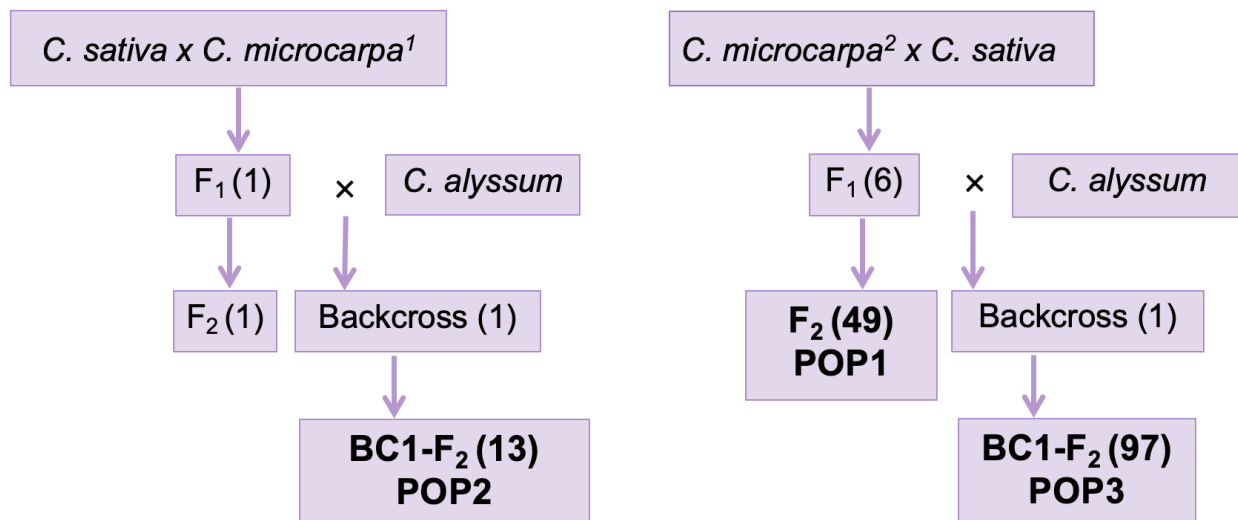 C. sativa x C. microcarpa¹
C. microcarpa² x C. sativa
F₁ (1)
×
C. alyssum
F₁ (6)
×
C. alyssum
F₂ (1)
Backcross (1)
F₂ (49)
POP1
Backcross (1)
BC1-F₂ (13)
POP2
BC1-F₂ (97)
POP3